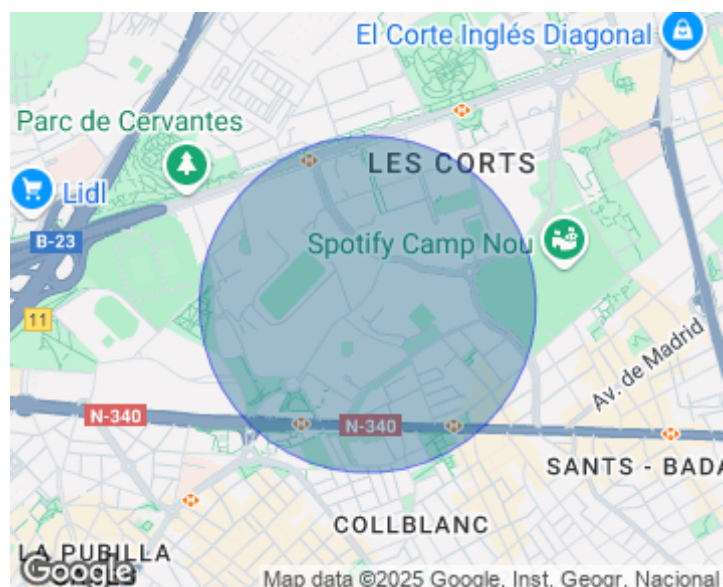 El Corte Inglés Diagonal
Parc de Cervantes
LES CORTS
Lidl
Spotify Camp Nou
B-23
11
Av. de Madrid
N-340
N-340
SANTS - BADA
COLLBLANC
LA PUBILLA
Google
Map data ©2025 Google, Inst. Geogr. Nacional